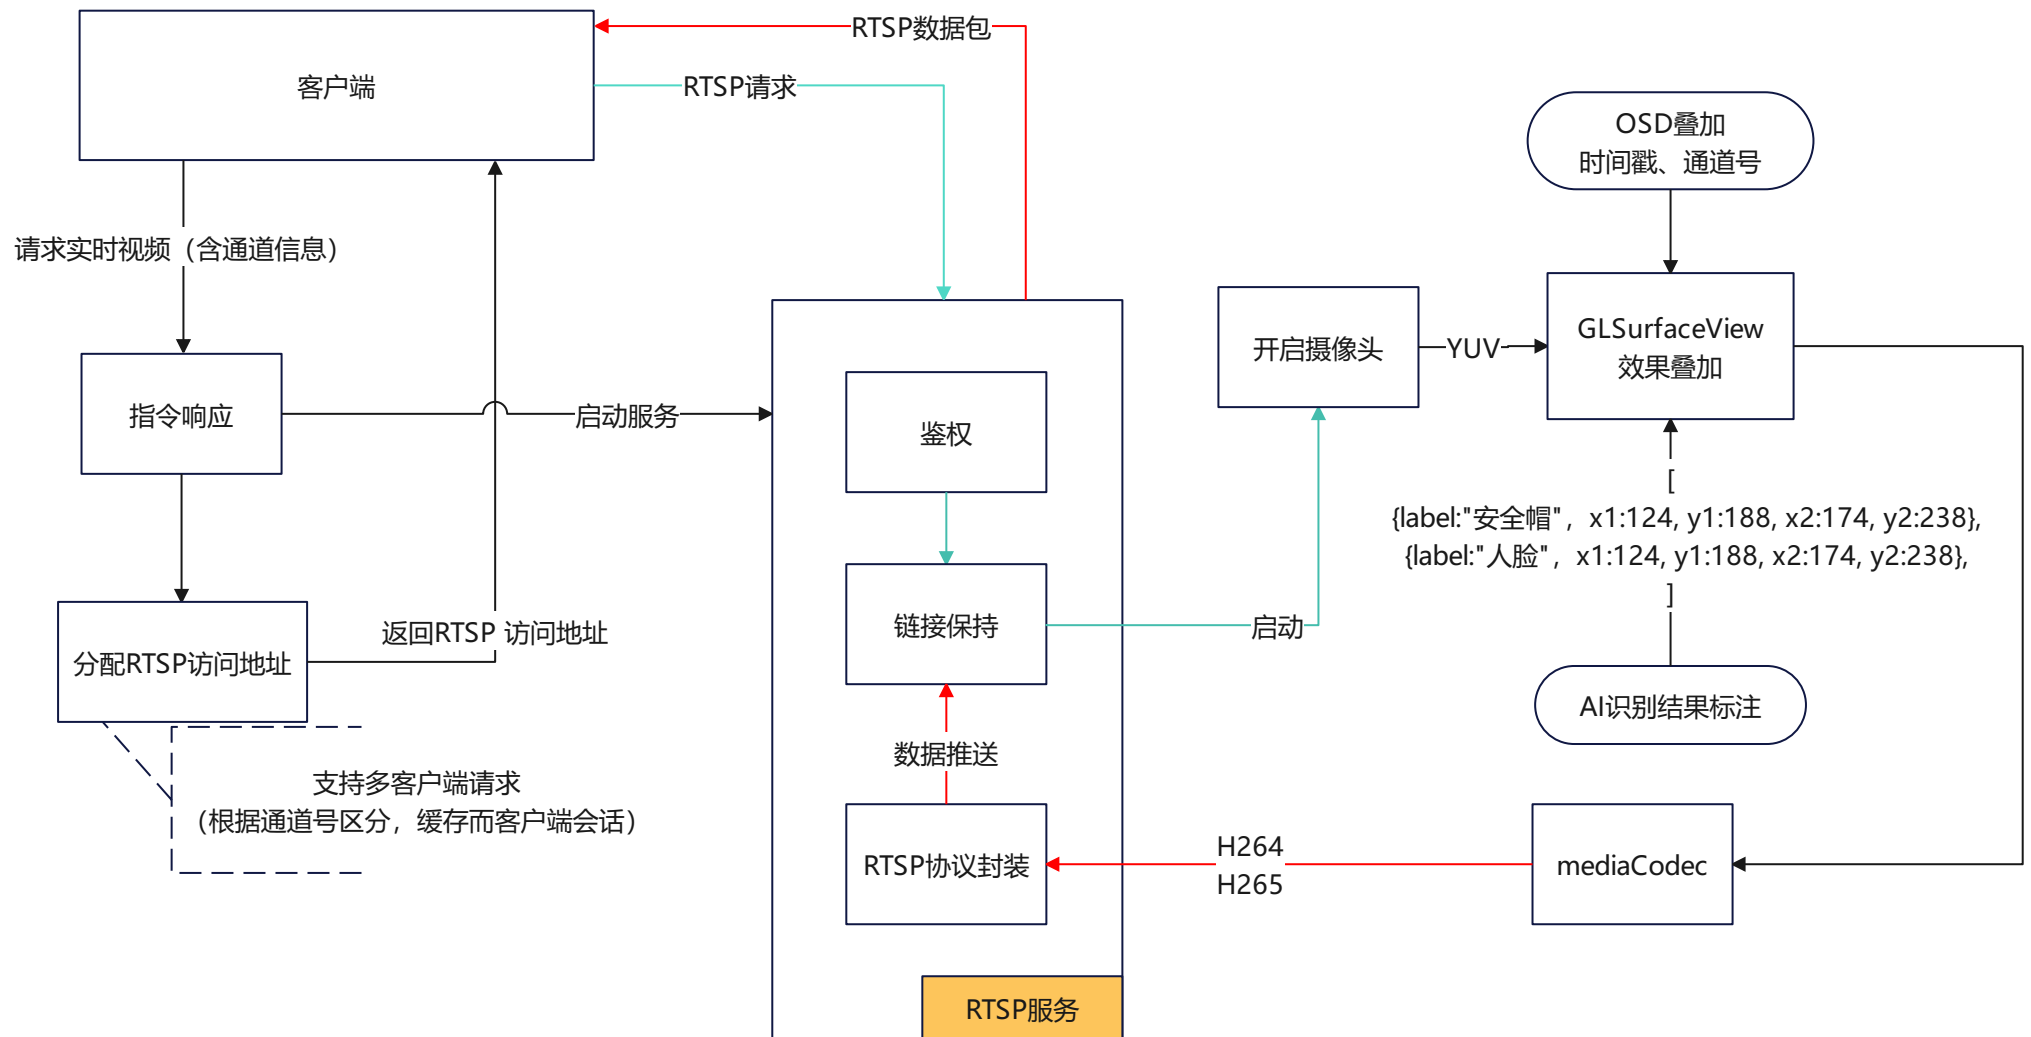 RTSP数据包
客户端
RTSP请求
OSD叠加
时间戳、通道号
请求实时视频（含通道信息）
开启摄像头
YUV
GLSurfaceView
效果叠加
指令响应
启动服务
鉴权
[
{label:"安全帽"，x1:124, y1:188, x2:174, y2:238},
{label:"人脸"，x1:124, y1:188, x2:174, y2:238},
]
链接保持
启动
返回RTSP 访问地址
分配RTSP访问地址
AI识别结果标注
数据推送
支持多客户端请求
（根据通道号区分，缓存而客户端会话）
RTSP协议封装
H264
H265
mediaCodec
RTSP服务